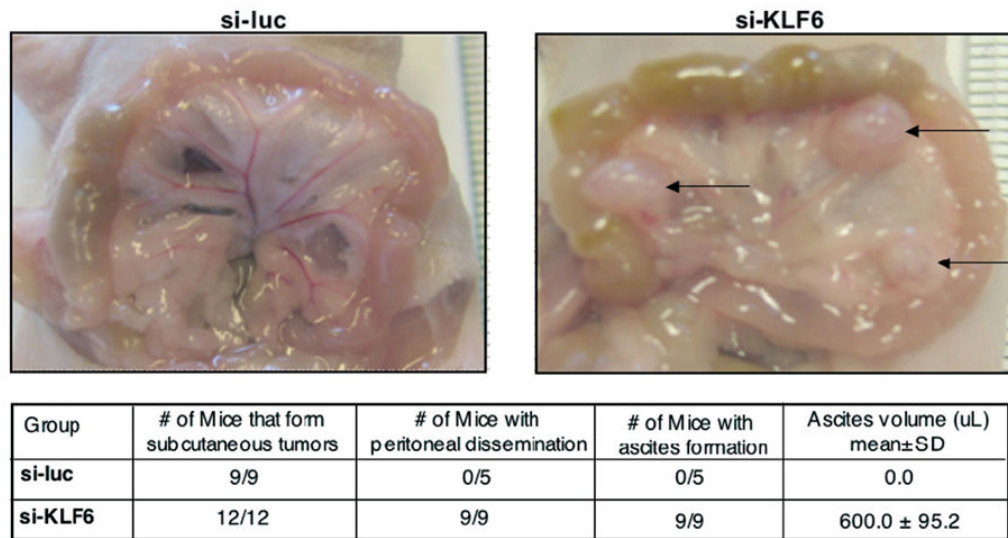 si-luc
si-KLF6
Group
# of Mice that form
subcutaneous tumors
# of Mice with
peritoneal dissemination
# of Mice with
ascites formation
Ascites volume (uL)
mean±SD
si-luc
9/9
0/5
0/5
0.0
si-KLF6
12/12
9/9
9/9
600.0 ± 95.2